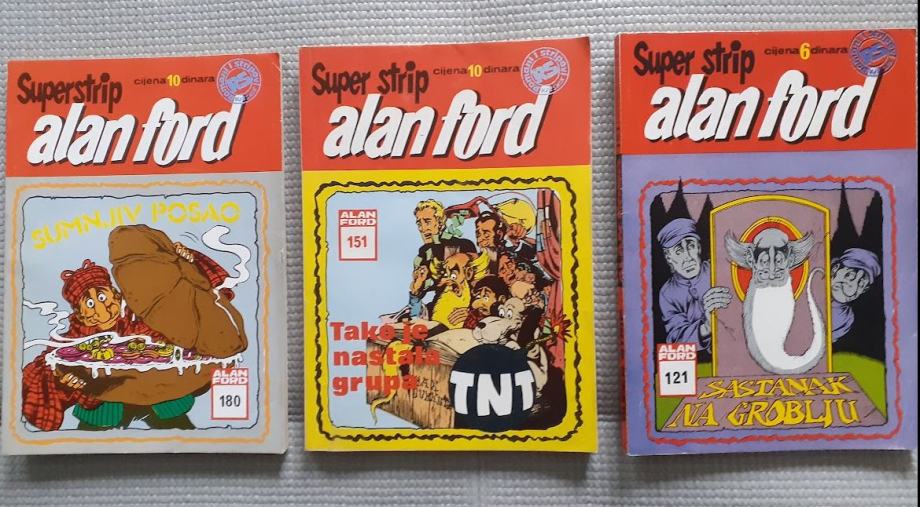 Superstrip
cijena 10 dinara
alan ford
SUMNJIV POSAO
ALAN
FORD
180
Super strip
cijena 10 dinara
alan ford
ALAN
FORD
151
Tako je
nastala
grupa
TNT
Super strip
cijena 6 dinara
alan ford
ALAN
FORD
121
SASTANAK
NA GROBLJU